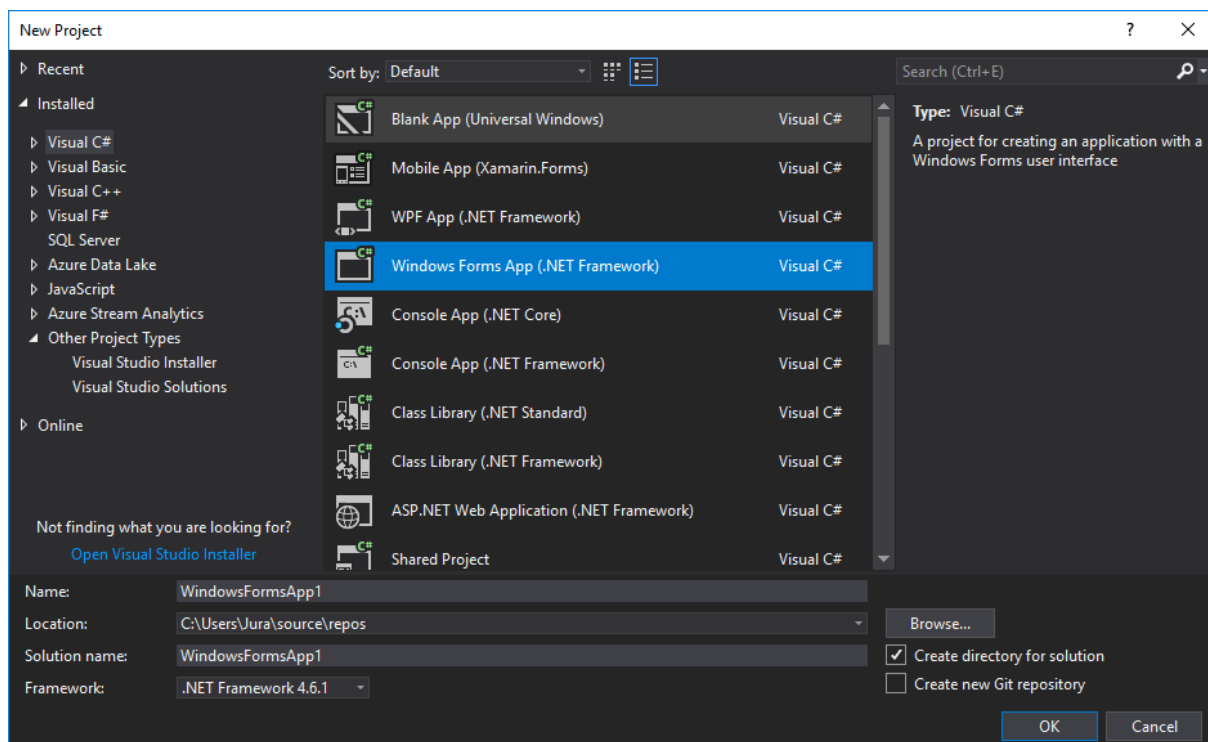 New Project
?
Recent
Installed
Visual C#
Visual Basic
Visual C++
Visual F#
SQL Server
Azure Data Lake
JavaScript
Azure Stream Analytics
Other Project Types
Visual Studio Installer
Visual Studio Solutions
Online
Not finding what you are looking for?
Open Visual Studio Installer
Sort by: Default
C# Blank App (Universal Windows) Visual C#
C# Mobile App (Xamarin.Forms) Visual C#
C# WPF App (.NET Framework) Visual C#
C# Windows Forms App (.NET Framework) Visual C#
C:\ Console App (.NET Core) Visual C#
C# C:\ Console App (.NET Framework) Visual C#
C# Class Library (.NET Standard) Visual C#
C# Class Library (.NET Framework) Visual C#
C# ASP.NET Web Application (.NET Framework) Visual C#
C# Shared Project Visual C#
Search (Ctrl+E)
Type: Visual C#
A project for creating an application with a
Windows Forms user interface
Name: WindowsFormsApp1
Location: C:\Users\Jura\source\repos
Browse...
Solution name: WindowsFormsApp1
Create directory for solution
Framework: .NET Framework 4.6.1
Create new Git repository
OK Cancel